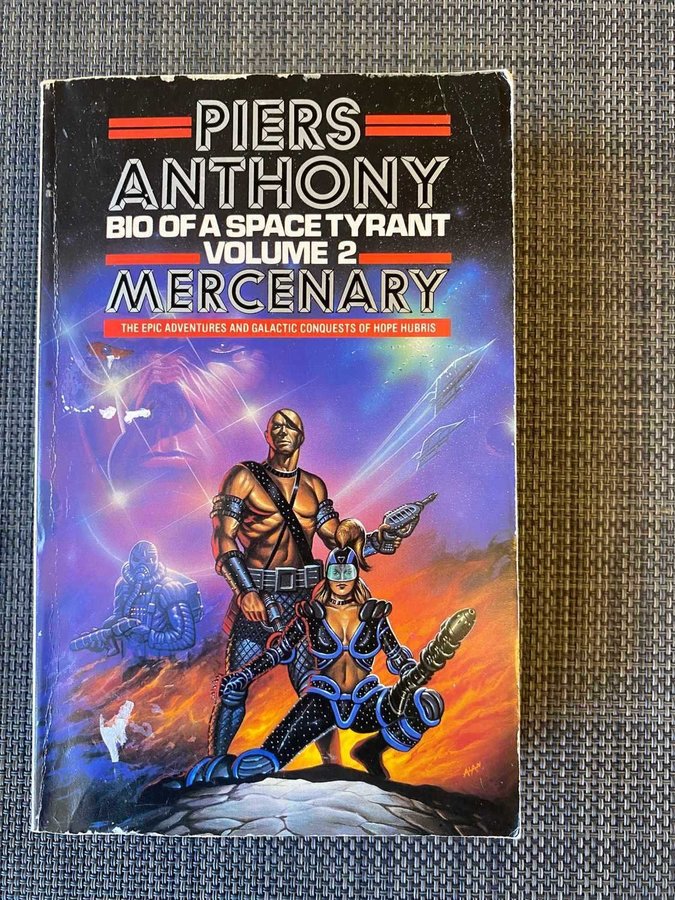 PIERS
ANTHONY
BIO OF A SPACE TYRANT
VOLUME 2
MERCENARY
THE EPIC ADVENTURES AND GALACTIC CONQUESTS OF HOPE HUBRIS